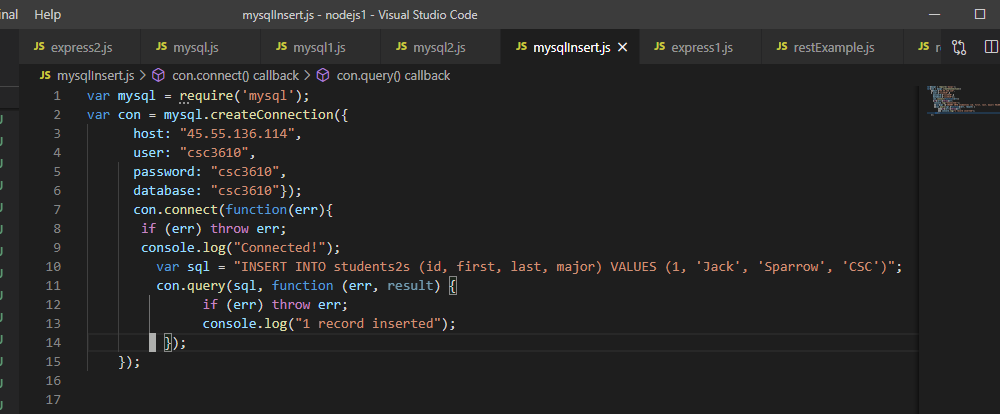 nal Help mysqlInsert.js - nodejs1 - Visual Studio Code
JS express2.js JS mysql.js JS mysql1.js JS mysql2.js JS mysqlInsert.js JS express1.js JS restExample.js JS
JS mysqlInsert.js > con.connect() callback > con.query() callback
1 var mysql = require('mysql');
2 var con = mysql.createConnection({
3 host: "45.55.136.114",
4 user: "csc3610",
5 password: "csc3610",
6 database: "csc3610"});
7 con.connect(function(err){
8 if (err) throw err;
9 console.log("Connected!");
10 var sql = "INSERT INTO students2s (id, first, last, major) VALUES (1, 'Jack', 'Sparrow', 'CSC')";
11 con.query(sql, function (err, result) {
12 if (err) throw err;
13 console.log("1 record inserted");
14 });
15 });
16
17